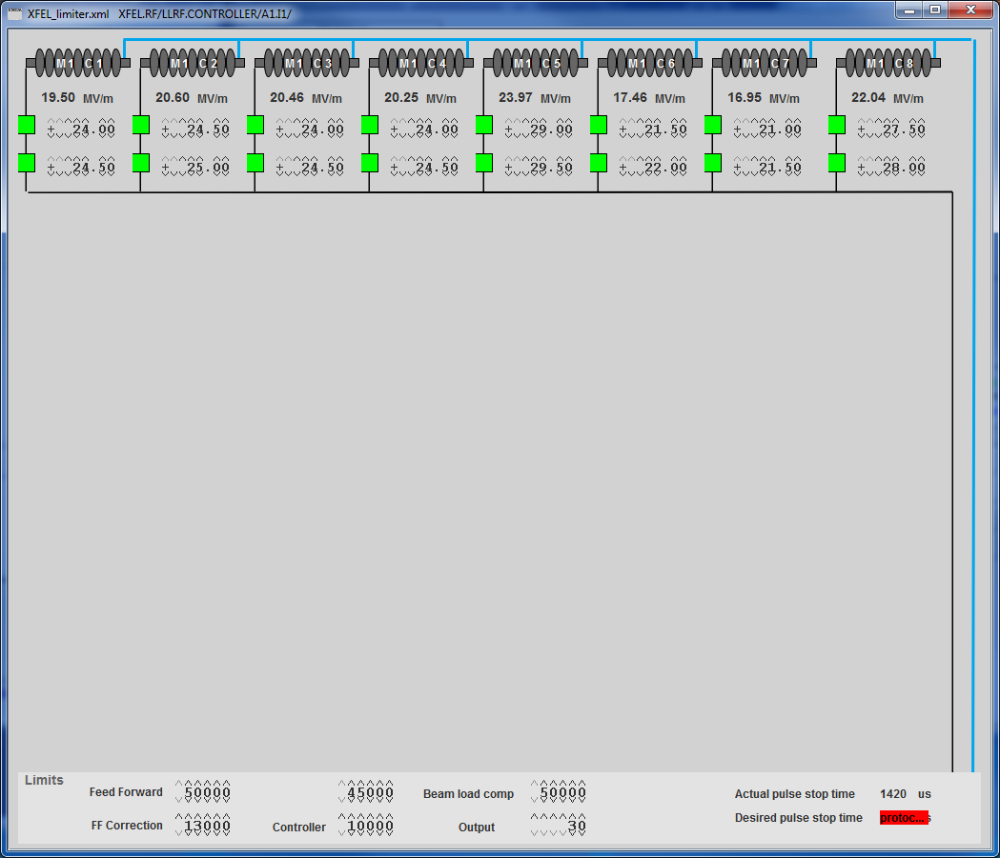 XFEL_limiter.xml XFEL.RF/LLRF.CONTROLLER/A1.I1/
M1 C1 M1 C2 M1 C3 M1 C4 M1 C5 M1 C6 M1 C7 M1 C8
19.50 MV/m 20.60 MV/m 20.46 MV/m 20.25 MV/m 23.97 MV/m 17.46 MV/m 16.95 MV/m 22.04 MV/m
+ 24.00 + 24.50 + 24.00 + 24.00 + 29.00 + 21.50 + 21.00 + 27.50
+ 24.50 + 25.00 + 24.50 + 24.50 + 29.50 + 22.00 + 21.50 + 28.00
Limits
Feed Forward 50000 45000 Beam load comp 50000 Actual pulse stop time 1420 us
Desired pulse stop time protoc... s
FF Correction 13000 Controller 10000 Output 30